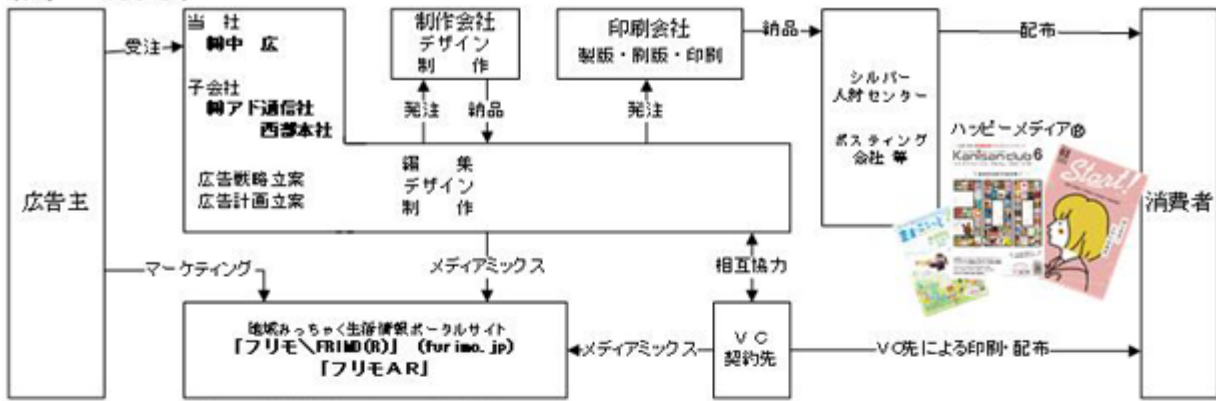 当 社
㈱中 広
子会社
㈱アド通信社
西部本社
広告戦略立案
広告計画立案
編 集
デザイン
制 作
広告主
受注
マーケティング
制作会社
デザイン
制 作
発注
納品
印刷会社
製版・刷版・印刷
発注
納品
シルバー
人財センター
ポスティング
会社 等
配布
ハッピーメディア®
Kanisanclub 6
Start!
消費者
メディアミックス
相互協力
地域みっちゃく生活情報ポータルサイト
『フリモ\FRIMO(R)』 (furimo.jp)
『フリモAR』
メディアミックス
VC
契約先
VC先による印刷・配布